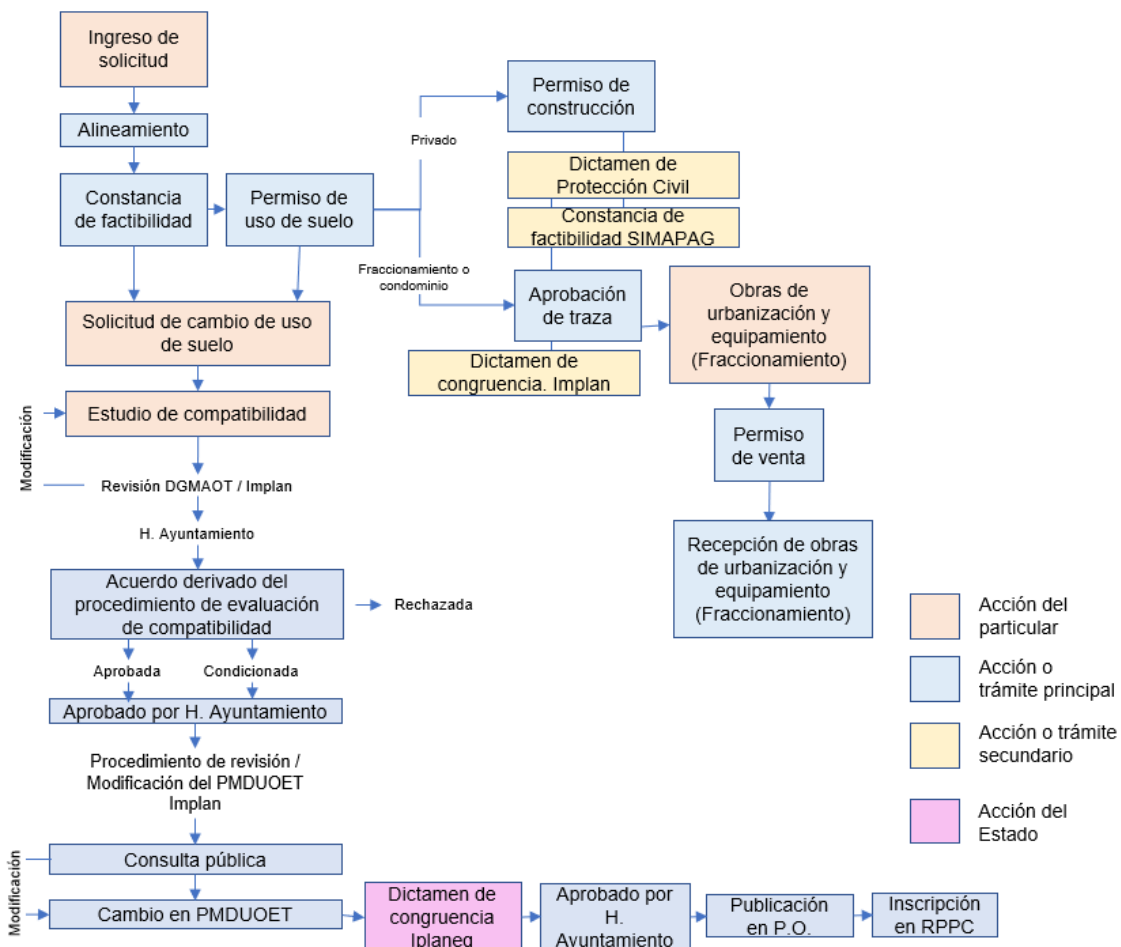 Ingreso de
solicitud
Alineamiento
Constancia
de factibilidad
Permiso de
uso de suelo
Privado
Permiso de
construcción
Dictamen de
Protección Civil
Constancia de
factibilidad SIMAPAG
Fraccionamiento o
condominio
Aprobación
de traza
Dictamen de
congruencia. Implan
Obras de
urbanización y
equipamiento
(Fraccionamiento)
Permiso
de venta
Recepción de obras
de urbanización y
equipamiento
(Fraccionamiento)
Solicitud de cambio de uso
de suelo
Estudio de compatibilidad
Modificación
Revisión DGMAOT / Implan
H. Ayuntamiento
Acuerdo derivado del
procedimiento de evaluación
de compatibilidad
Rechazada
Aprobada
Condicionada
Aprobado por H. Ayuntamiento
Procedimiento de revisión /
Modificación del PMDUOET
Implan
Consulta pública
Modificación
Cambio en PMDUOET
Dictamen de
congruencia
Iplaneg
Aprobado por
H.
Ayuntamiento
Publicación
en P.O.
Inscripción
en RPPC
Acción del
particular
Acción o
trámite principal
Acción o trámite
secundario
Acción del
Estado